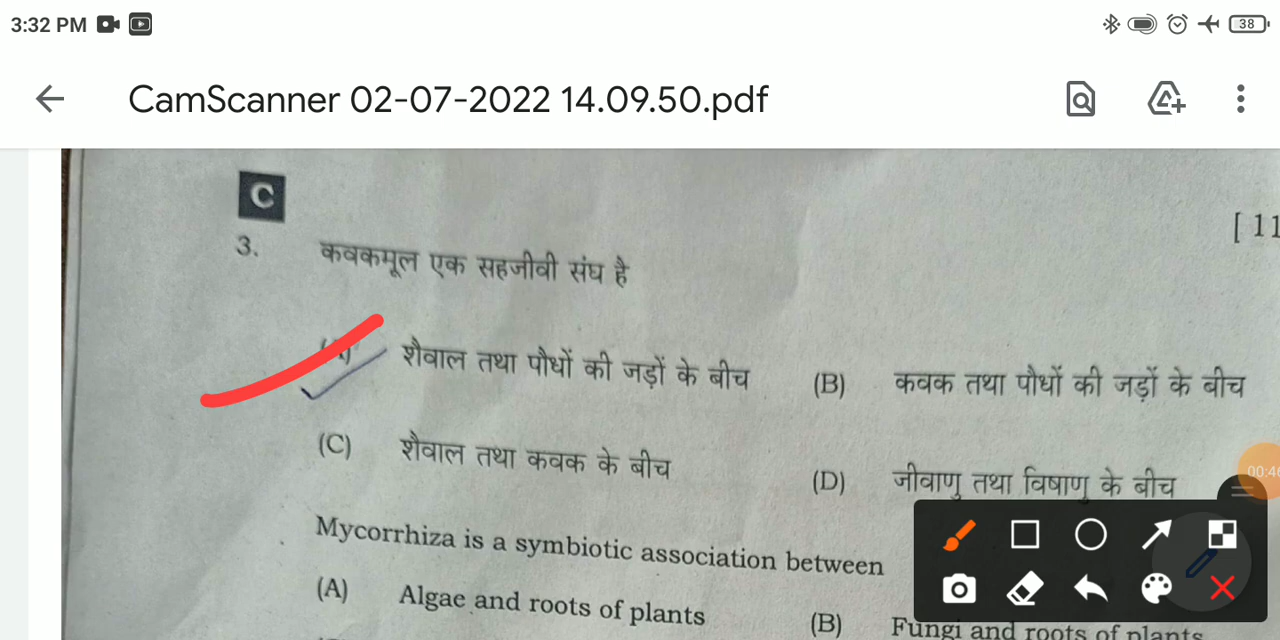 3:32 PM
38
CamScanner 02-07-2022 14.09.50.pdf
C
[ 11
3. कवकमूल एक सहजीवी संघ है
(A) शैवाल तथा पौधों की जड़ों के बीच (B) कवक तथा पौधों की जड़ों के बीच
(C) शैवाल तथा कवक के बीच (D) जीवाणु तथा विषाणु के बीच
00:46
Mycorrhiza is a symbiotic association between
(A) Algae and roots of plants (B) Fungi and roots of plants